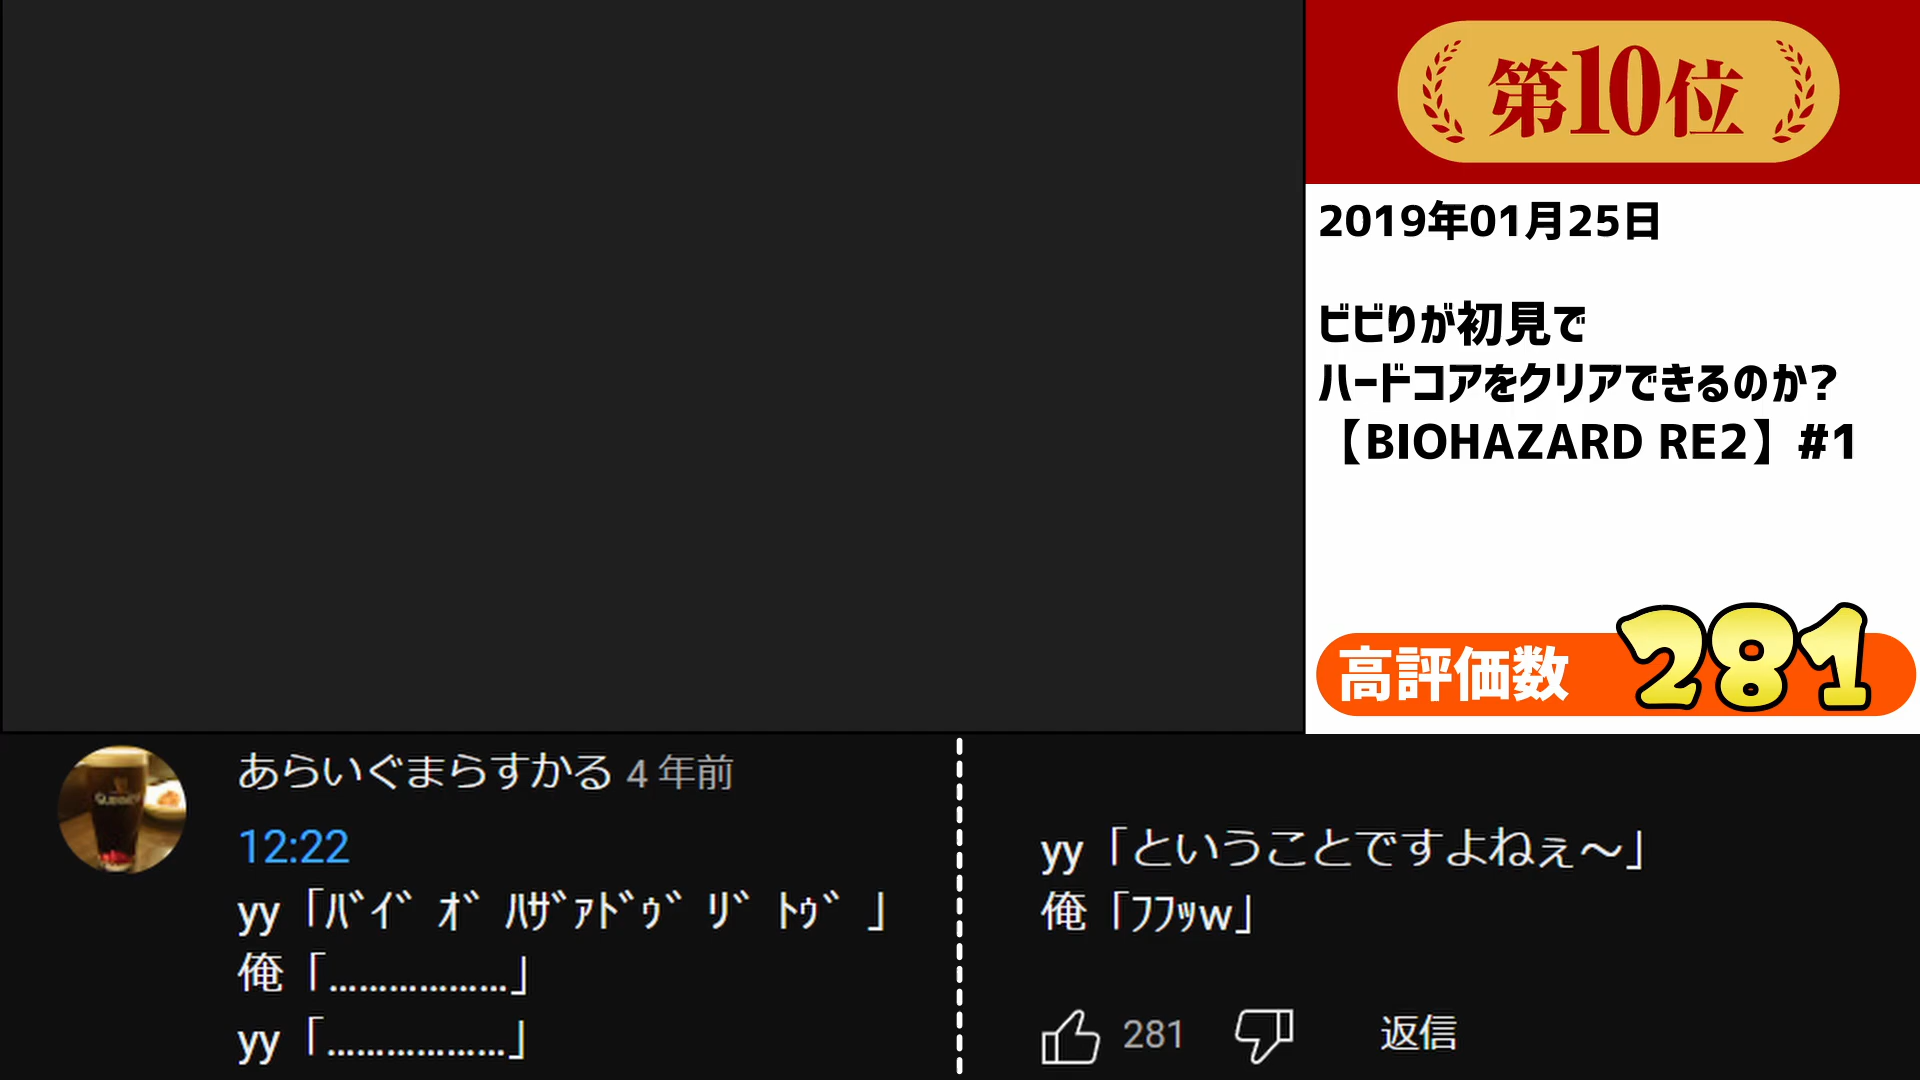 第10位
2019年01月25日
ビビりが初見で
ハードコアをクリアできるのか？
【BIOHAZARD RE2】#1
高評価数 281
あらいぐまらすかる 4 年前
12:22
yy「ﾊﾞｲﾞ ｵﾞ ﾊｻﾞｧﾄﾞｩﾞ ﾘﾞ ﾄｩﾞ 」
俺「………………」
yy「………………」
yy「ということですよねぇ～」
俺「ﾌﾌｯw」
281 返信